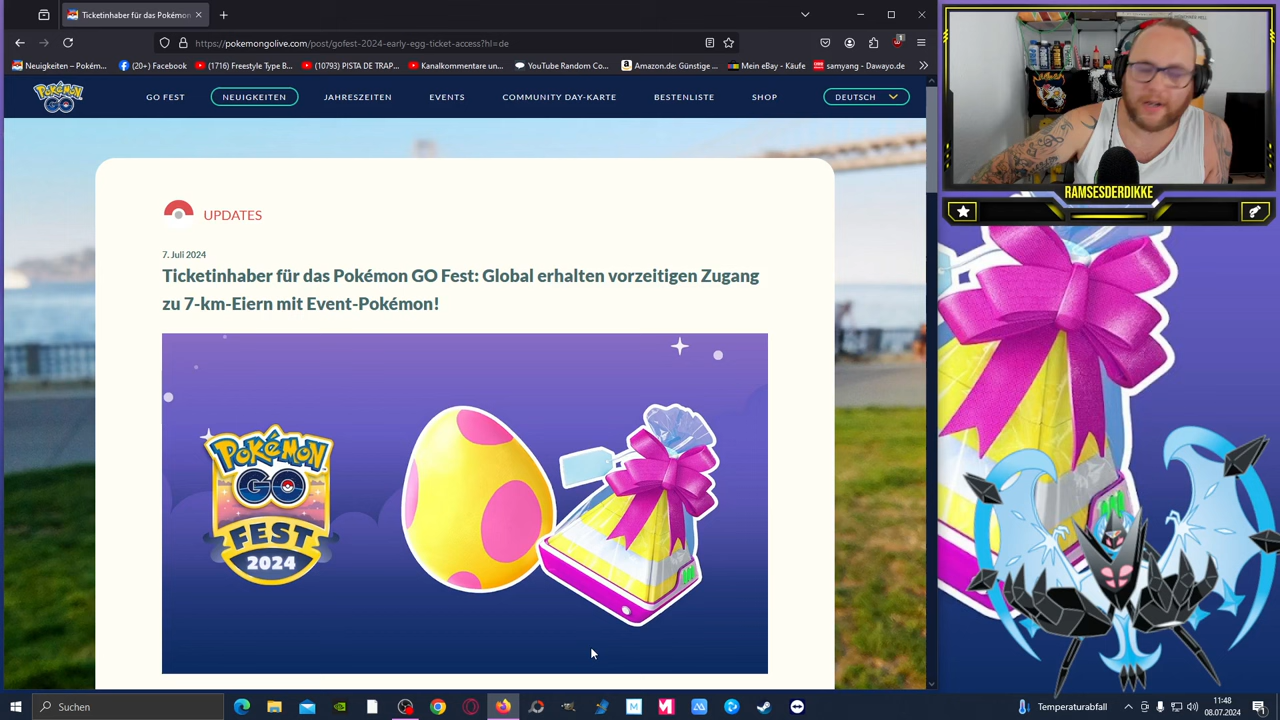 Ticketinhaber für das Pokémon
https://pokemongolive.com/post/gofest-2024-early-egg-ticket-access?hl=de
1
Neuigkeiten – Pokém...
(20+) Facebook
(1716) Freestyle Type B...
(10793) PISTA DE TRAP...
Kanalkommentare un...
YouTube Random Co...
Amazon.de: Günstige ...
Mein eBay - Käufe
samyang - Dawayo.de
POKÉMON GO
GO FEST
NEUIGKEITEN
JAHRESZEITEN
EVENTS
COMMUNITY DAY-KARTE
BESTENLISTE
SHOP
DEUTSCH
UPDATES
7. Juli 2024
Ticketinhaber für das Pokémon GO Fest: Global erhalten vorzeitigen Zugang
zu 7-km-Eiern mit Event-Pokémon!
POKÉMON
GO
FEST
2024
RAMSESDERDIKKE
Suchen
Temperaturabfall
11:48
08.07.2024
1